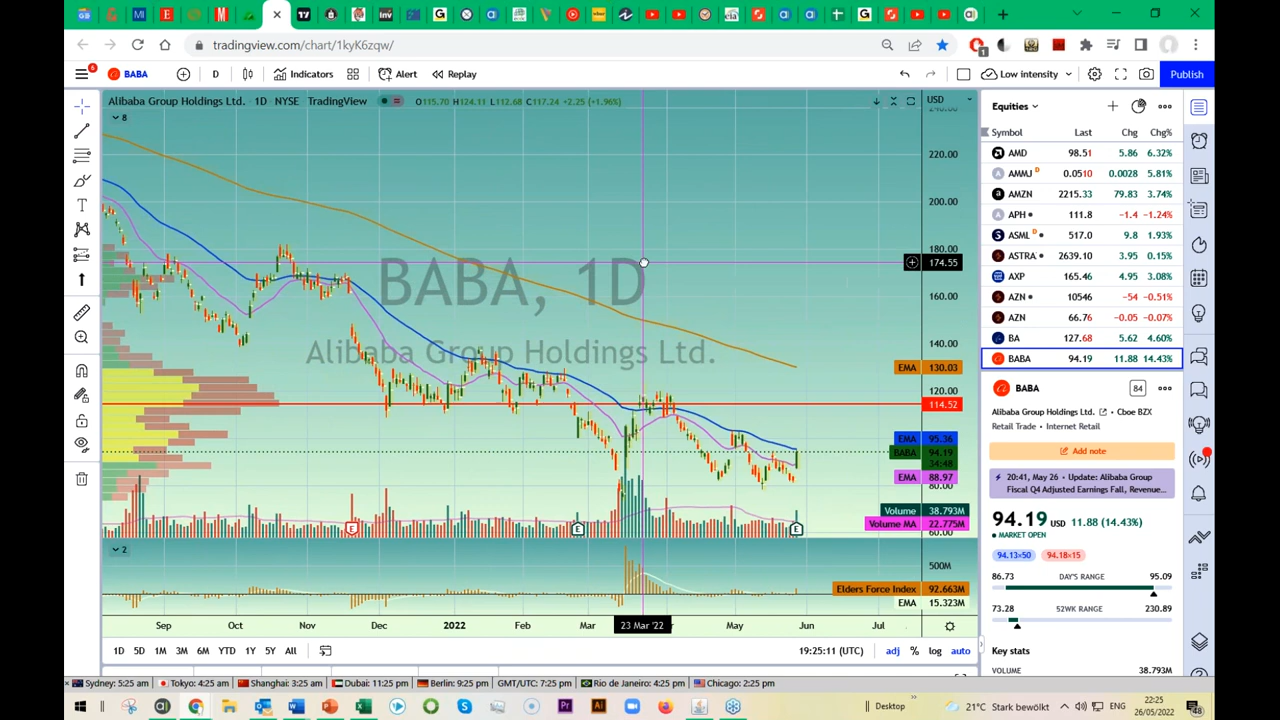 tradingview.com/chart/1kyK6zqw/
BABA D Indicators Alert Replay Low intensity Publish
Alibaba Group Holdings Ltd. · 1D · NYSE · TradingView O115.70 H124.11 L112.68 C117.24 +2.25 (+1.96%) USD
8
BABA, 1D
Alibaba Group Holdings Ltd.
240.00
220.00
200.00
180.00
174.55
160.00
140.00
EMA 130.03
120.00
114.52
EMA 95.36
BABA 94.19
34:48
EMA 88.97
80.00
Volume 38.793M
Volume MA 22.775M
60.00
E E E
2
500M
Elders Force Index 92.663M
EMA 15.323M
Sep Oct Nov Dec 2022 Feb Mar 23 Mar '22 May Jun Jul
1D 5D 1M 3M 6M YTD 1Y 5Y All 19:25:11 (UTC) adj % log auto
Equities
Symbol Last Chg Chg%
AMD 98.51 5.86 6.32%
AMMJ D 0.0510 0.0028 5.81%
AMZN 2215.33 79.83 3.74%
APH 111.8 −1.4 −1.24%
ASML D 517.0 9.8 1.93%
ASTRA 2639.10 3.95 0.15%
AXP 165.46 4.95 3.08%
AZN 10546 −54 −0.51%
AZN 66.76 −0.05 −0.07%
BA 127.68 5.62 4.60%
BABA 94.19 11.88 14.43%
BABA 84
Alibaba Group Holdings Ltd. • Cboe BZX
Retail Trade • Internet Retail
Add note
20:41, May 26 • Update: Alibaba Group
Fiscal Q4 Adjusted Earnings Fall, Revenue...
94.19 USD 11.88 (14.43%)
MARKET OPEN
94.13×50 94.18×15
86.73 DAY'S RANGE 95.09
73.28 52WK RANGE 230.89
Key stats
VOLUME 38.793M
Sydney: 5:25 am Tokyo: 4:25 am Shanghai: 3:25 am Dubai: 11:25 pm Berlin: 9:25 pm GMT/UTC: 7:25 pm Rio de Janeiro: 4:25 pm Chicago: 2:25 pm
Desktop 21°C Stark bewölkt ENG 22:25
26/05/2022